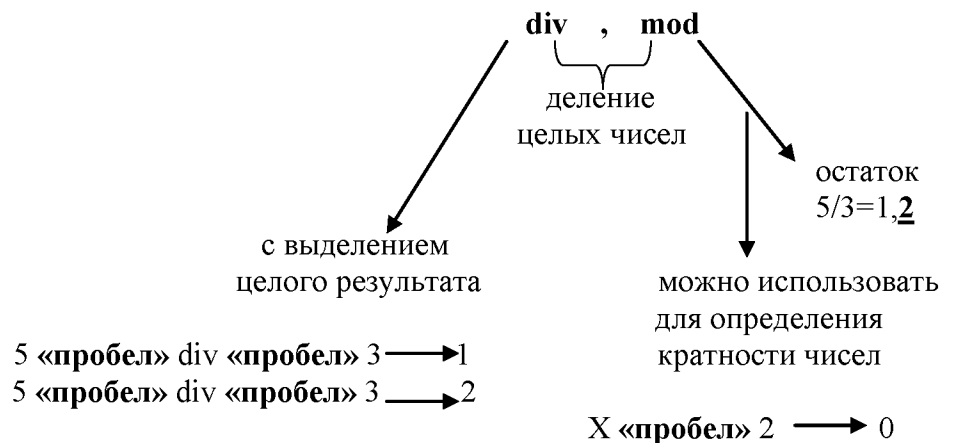 div , mod
деление
целых чисел
остаток
5/3=1,2
с выделением
целого результата
можно использовать
для определения
кратности чисел
5 «пробел» div «пробел» 3 1
5 «пробел» div «пробел» 3 2
X «пробел» 2 0